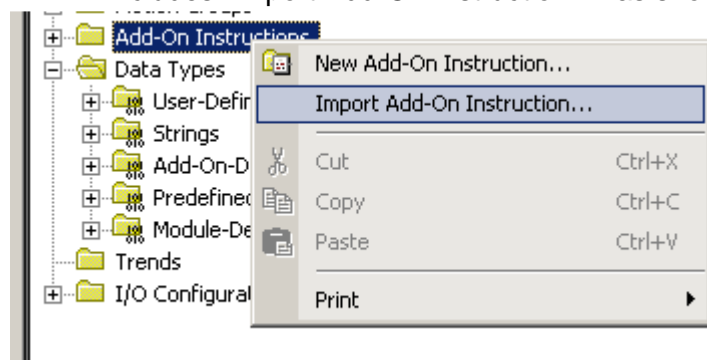 Add-On Instructions
Data Types
User-Defin
Strings
Add-On-D
Predefined
Module-De
Trends
I/O Configurat
New Add-On Instruction...
Import Add-On Instruction...
Cut Ctrl+X
Copy Ctrl+C
Paste Ctrl+V
Print